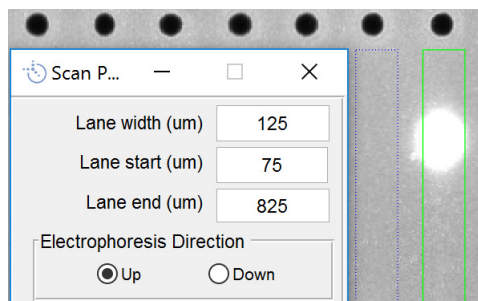 Scan P...
Lane width (um) 125
Lane start (um) 75
Lane end (um) 825
Electrophoresis Direction
Up Down